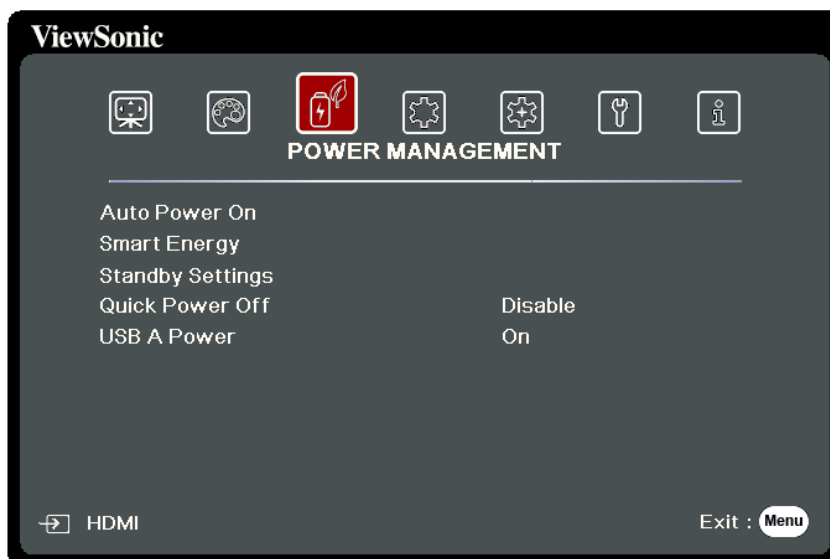 ViewSonic
POWER MANAGEMENT
Auto Power On
Smart Energy
Standby Settings
Quick Power Off Disable
USB A Power On
HDMI Exit : Menu